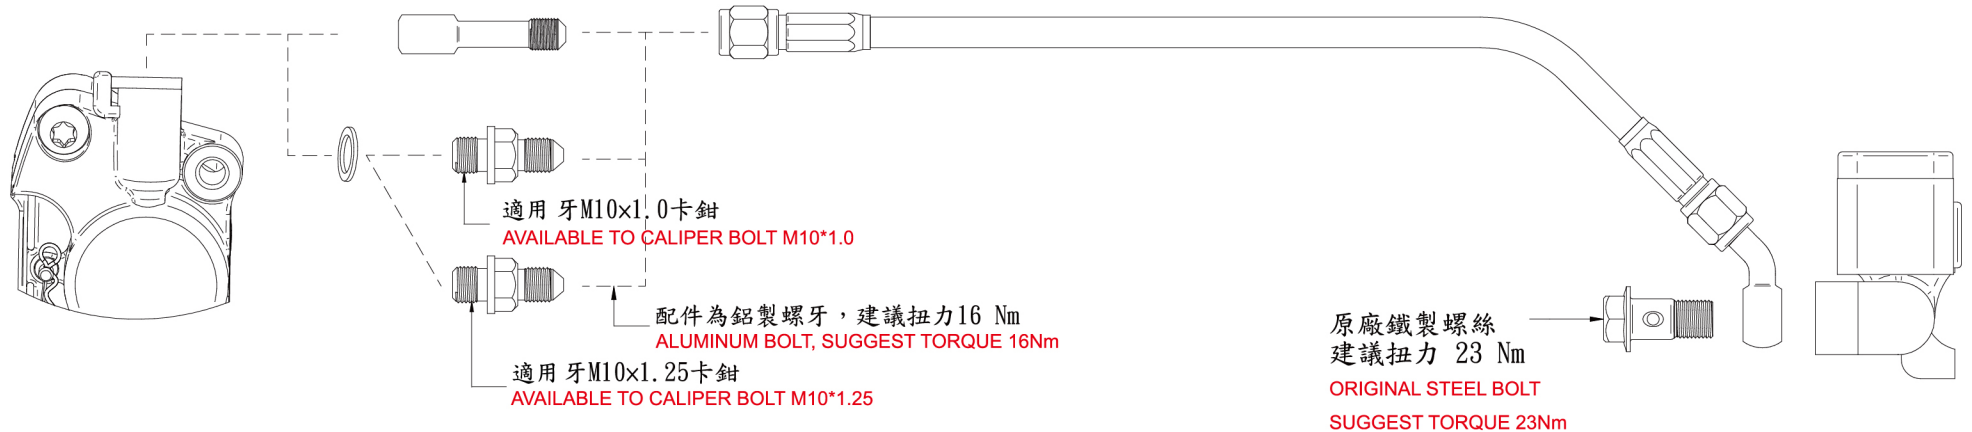 適用 牙M10×1.0卡鉗
AVAILABLE TO CALIPER BOLT M10*1.0
配件為鋁製螺牙，建議扭力16 Nm
ALUMINUM BOLT, SUGGEST TORQUE 16Nm
適用 牙M10×1.25卡鉗
AVAILABLE TO CALIPER BOLT M10*1.25
原廠鐵製螺絲
建議扭力 23 Nm
ORIGINAL STEEL BOLT
SUGGEST TORQUE 23Nm